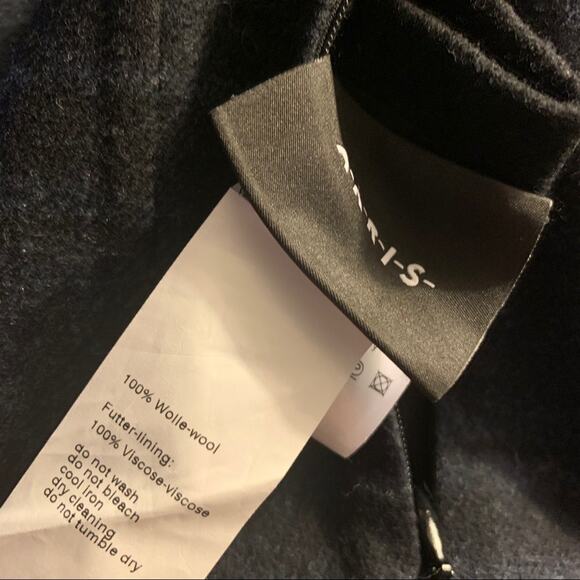 A-K-R-I-S-
100% Wolle-wool
Futter-lining:
100% Viscose-viscose
do not wash
do not bleach
cool iron
dry cleaning
do not tumble dry